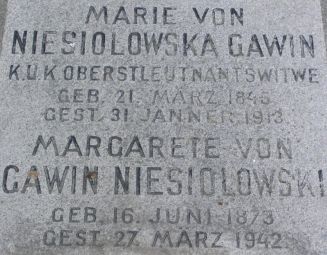 MARIE VON
NIESIOLOWSKA GAWIN
K.U.K OBERSTLEUTNANTSWITWE
GEB. 21. MÄRZ 1845
GEST. 31. JÄNNER 1913
MARGARETE VON
GAWIN NIESIOLOWSKI
GEB. 16. JUNI 1873
GEST. 27. MÄRZ 1942